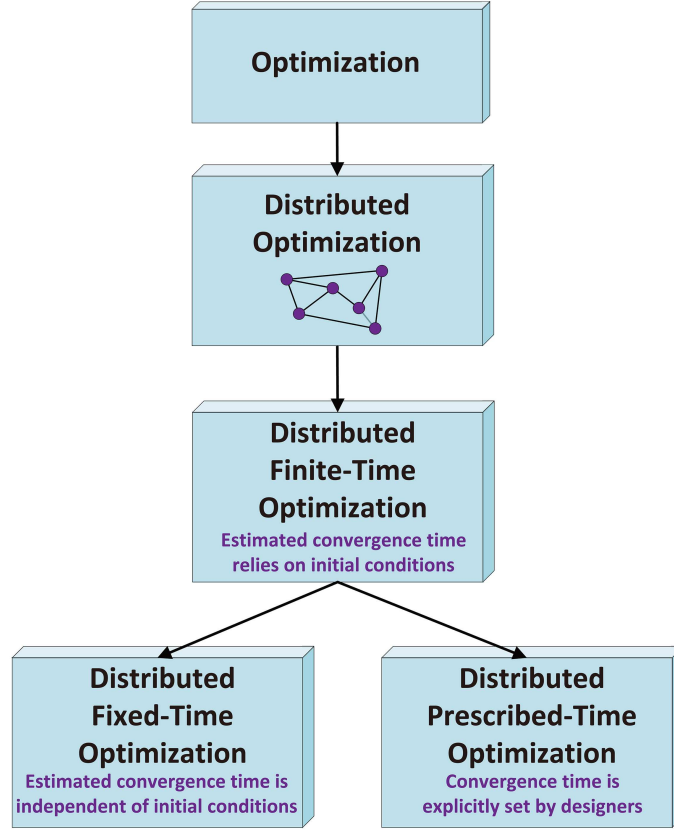 Optimization
Distributed
Optimization
Distributed
Finite-Time
Optimization
Estimated convergence time
relies on initial conditions
Distributed
Fixed-Time
Optimization
Estimated convergence time is
independent of initial conditions
Distributed
Prescribed-Time
Optimization
Convergence time is
explicitly set by designers